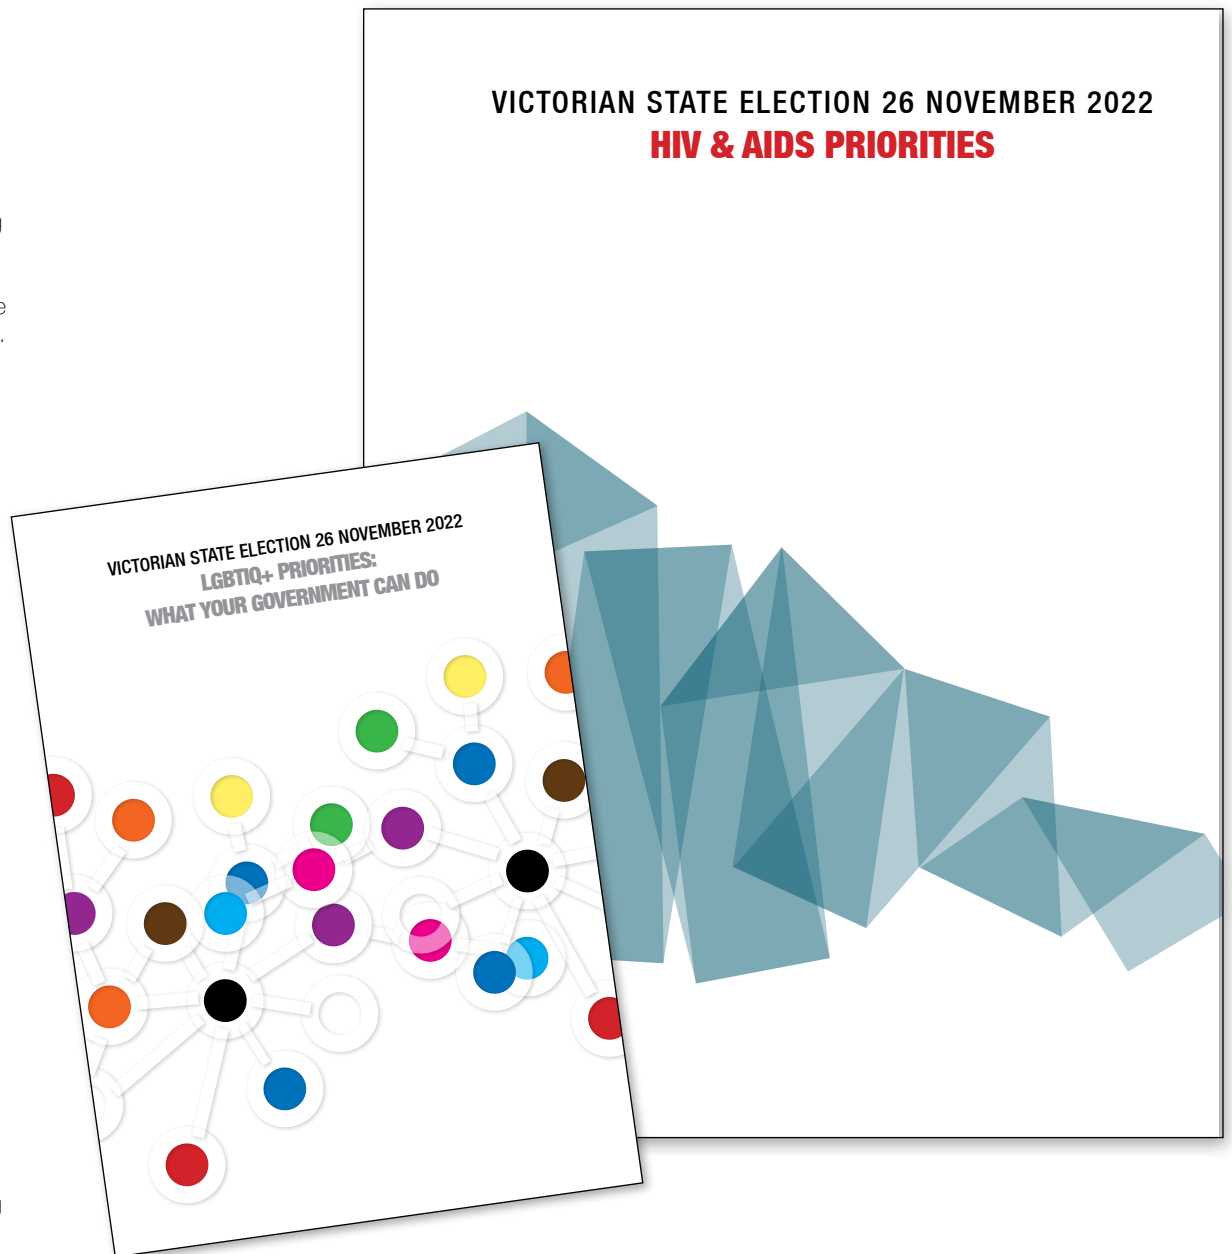 VICTORIAN STATE ELECTION 26 NOVEMBER 2022
HIV & AIDS PRIORITIES
VICTORIAN STATE ELECTION 26 NOVEMBER 2022
LGBTIQ+ PRIORITIES:
WHAT YOUR GOVERNMENT CAN DO